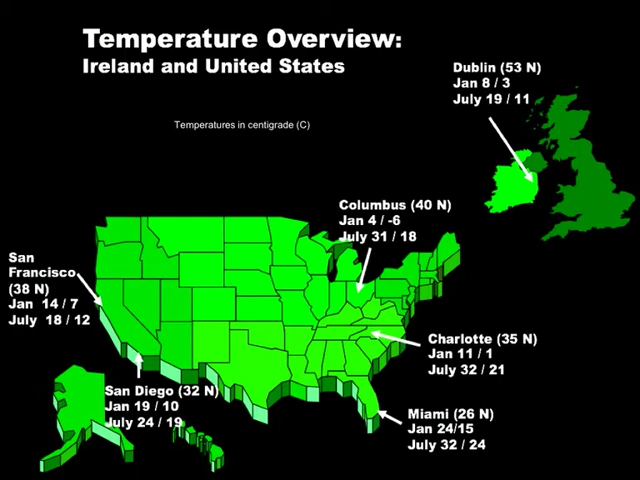 Temperature Overview:
Ireland and United States
Temperatures in centigrade (C)
Dublin (53 N)
Jan 8 / 3
July 19 / 11
Columbus (40 N)
Jan 4 / -6
July 31 / 18
San
Francisco
(38 N)
Jan 14 / 7
July 18 / 12
Charlotte (35 N)
Jan 11 / 1
July 32 / 21
San Diego (32 N)
Jan 19 / 10
July 24 / 19
Miami (26 N)
Jan 24/15
July 32 / 24